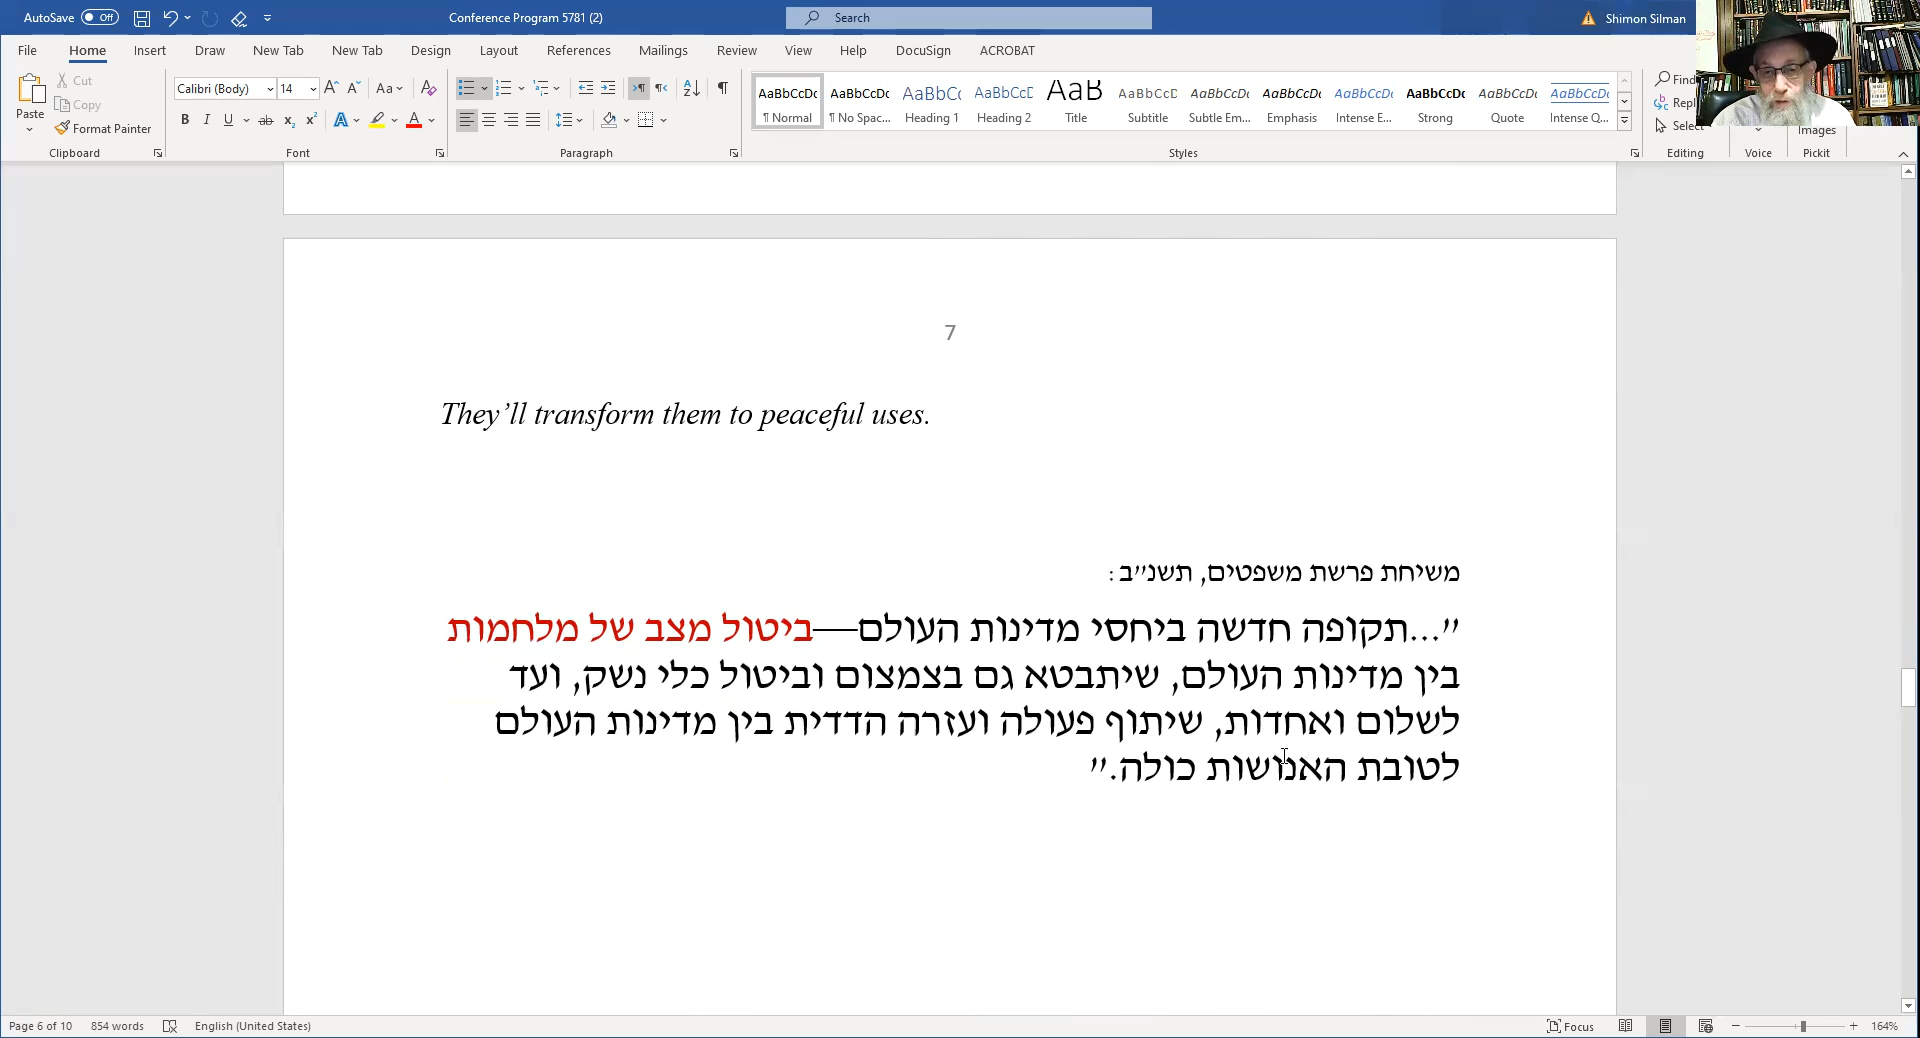 AutoSave Off Conference Program 5781 (2) Search Shimon Silman
File Home Insert Draw New Tab New Tab Design Layout References Mailings Review View Help DocuSign ACROBAT
Paste Cut Copy Format Painter
Calibri (Body) 14
AaBbCcDc AaBbCcDc AaBbCc AaBbCcD AaB AaBbCcD AaBbCcDc AaBbCcDc AaBbCcDc AaBbCcDc AaBbCcDc AaBbCcDc
¶ Normal ¶ No Spac... Heading 1 Heading 2 Title Subtitle Subtle Em... Emphasis Intense E... Strong Quote Intense Q...
Find
Repl
Select
Images
Clipboard Font Paragraph Styles Editing Voice Pickit
7
They’ll transform them to peaceful uses.
משיחת פרשת משפטים, תשנ״ב:
״...תקופה חדשה ביחסי מדינות העולם—ביטול מצב של מלחמות
בין מדינות העולם, שיתבטא גם בצמצום וביטול כלי נשק, ועד
לשלום ואחדות, שיתוף פעולה ועזרה הדדית בין מדינות העולם
לטובת האנושות כולה.״
Page 6 of 10 854 words English (United States) Focus 164%